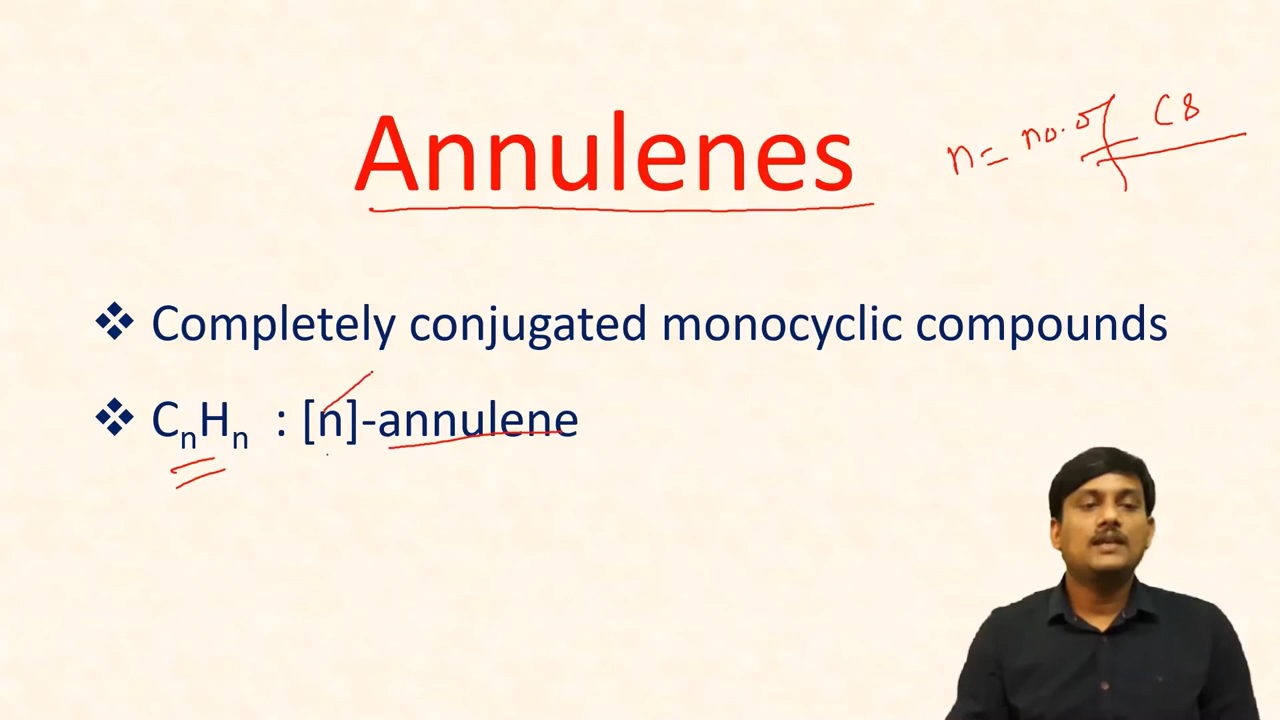 Annulenes
n = no. of C8
❖ Completely conjugated monocyclic compounds
❖ CₙHₙ : [n]-annulene